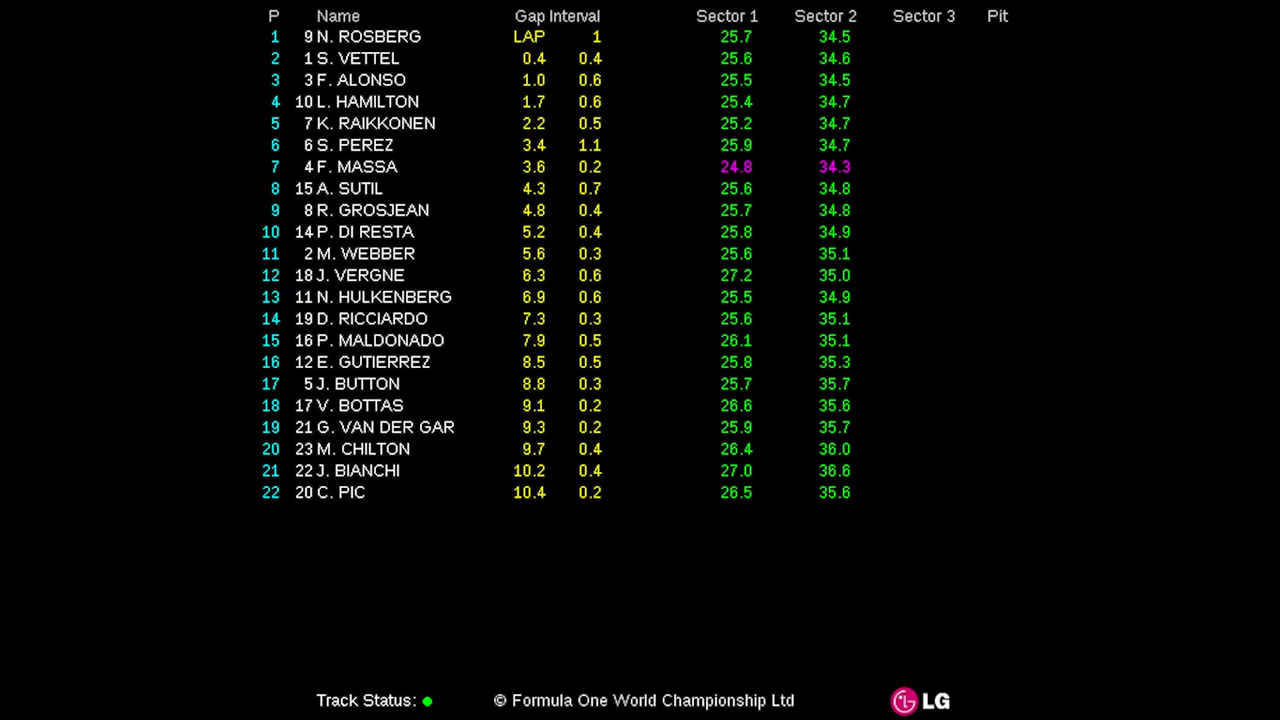 P Name Gap Interval Sector 1 Sector 2 Sector 3 Pit
1 9 N. ROSBERG LAP 1 25.7 34.5
2 1 S. VETTEL 0.4 0.4 25.6 34.6
3 3 F. ALONSO 1.0 0.6 25.5 34.5
4 10 L. HAMILTON 1.7 0.6 25.4 34.7
5 7 K. RAIKKONEN 2.2 0.5 25.2 34.7
6 6 S. PEREZ 3.4 1.1 25.9 34.7
7 4 F. MASSA 3.6 0.2 24.8 34.3
8 15 A. SUTIL 4.3 0.7 25.6 34.8
9 8 R. GROSJEAN 4.8 0.4 25.7 34.8
10 14 P. DI RESTA 5.2 0.4 25.8 34.9
11 2 M. WEBBER 5.6 0.3 25.6 35.1
12 18 J. VERGNE 6.3 0.6 27.2 35.0
13 11 N. HULKENBERG 6.9 0.6 25.5 34.9
14 19 D. RICCIARDO 7.3 0.3 25.6 35.1
15 16 P. MALDONADO 7.9 0.5 26.1 35.1
16 12 E. GUTIERREZ 8.5 0.5 25.8 35.3
17 5 J. BUTTON 8.8 0.3 25.7 35.7
18 17 V. BOTTAS 9.1 0.2 26.6 35.6
19 21 G. VAN DER GAR 9.3 0.2 25.9 35.7
20 23 M. CHILTON 9.7 0.4 26.4 36.0
21 22 J. BIANCHI 10.2 0.4 27.0 36.6
22 20 C. PIC 10.4 0.2 26.5 35.6
Track Status: © Formula One World Championship Ltd LG